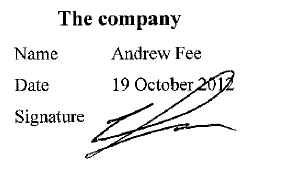 The company
Name Andrew Fee
Date 19 October 2012
Signature